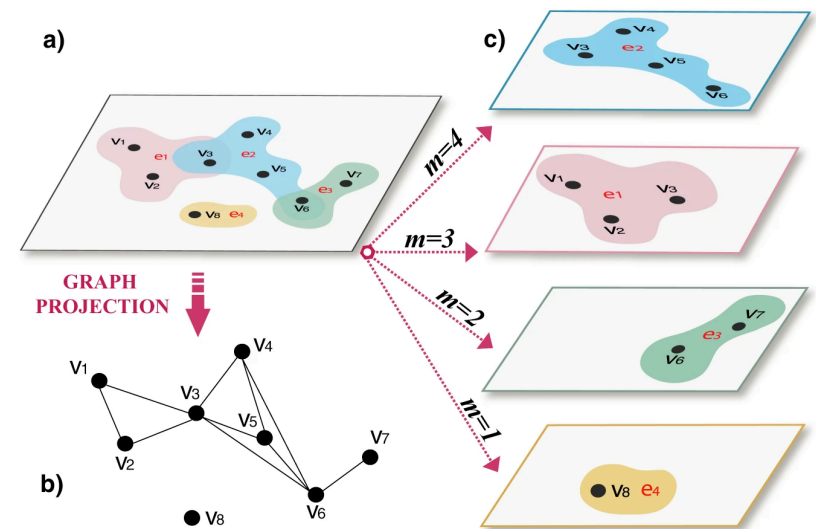 a)
V1
e1
V2
V3
V4
e2
V5
V6
e3
V7
V8 e4
GRAPH
PROJECTION
b)
V1
V2
V3
V4
V5
V6
V7
V8
m=4
m=3
m=2
m=1
c)
V3
V4
e2
V5
V6
V1
e1
V2
V3
V6
e3
V7
V8 e4